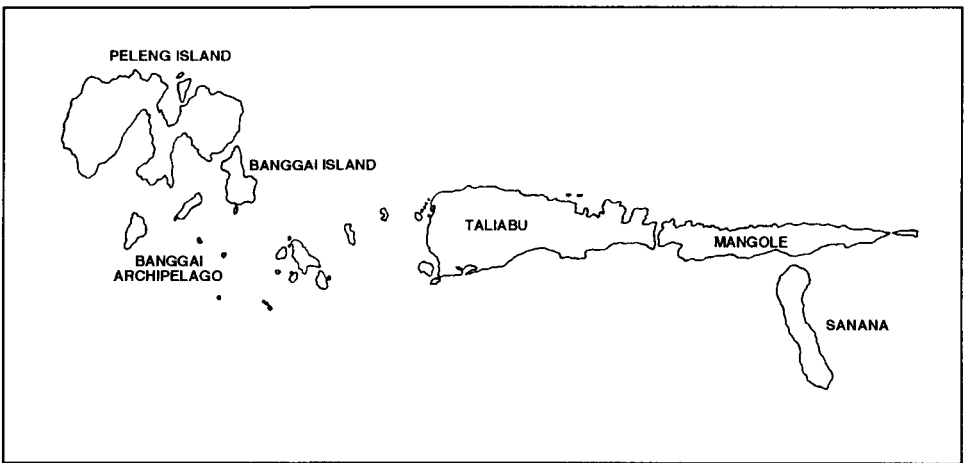 PELENG ISLAND
BANGGAI ISLAND
TALIABU
MANGOLE
BANGGAI
ARCHIPELAGO
SANANA